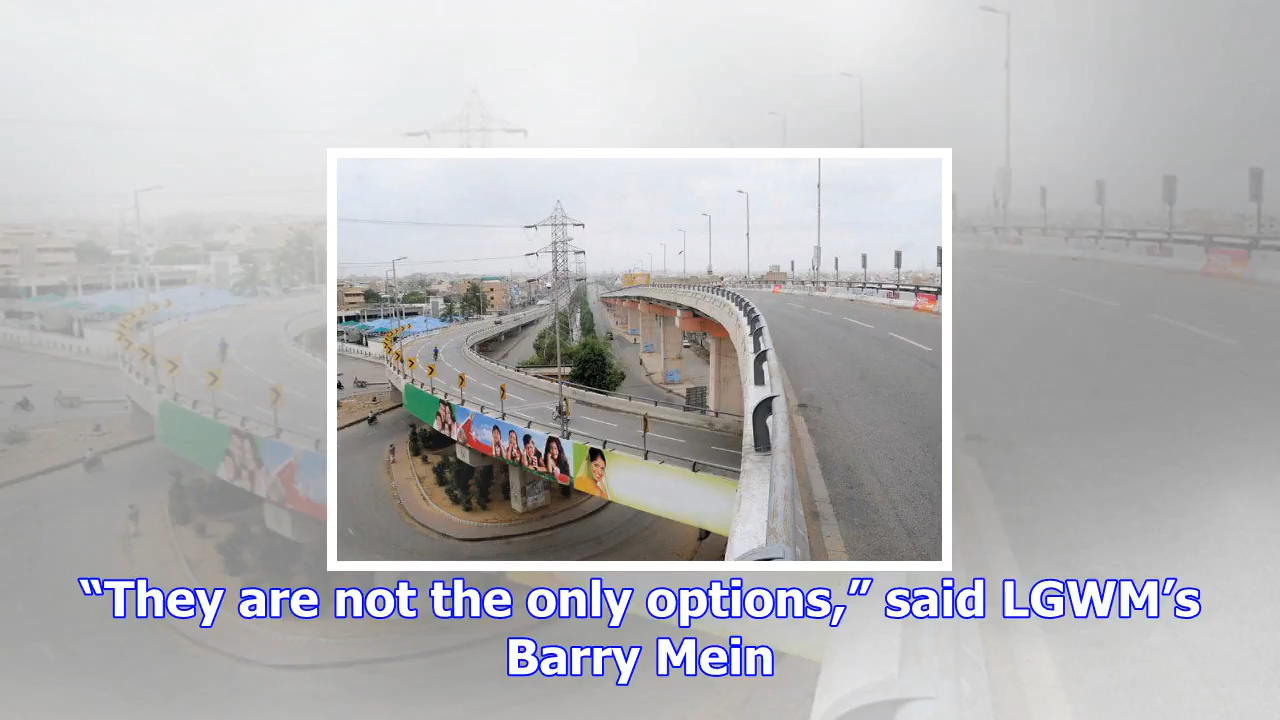 “They are not the only options,” said LGWM’s
Barry Mein